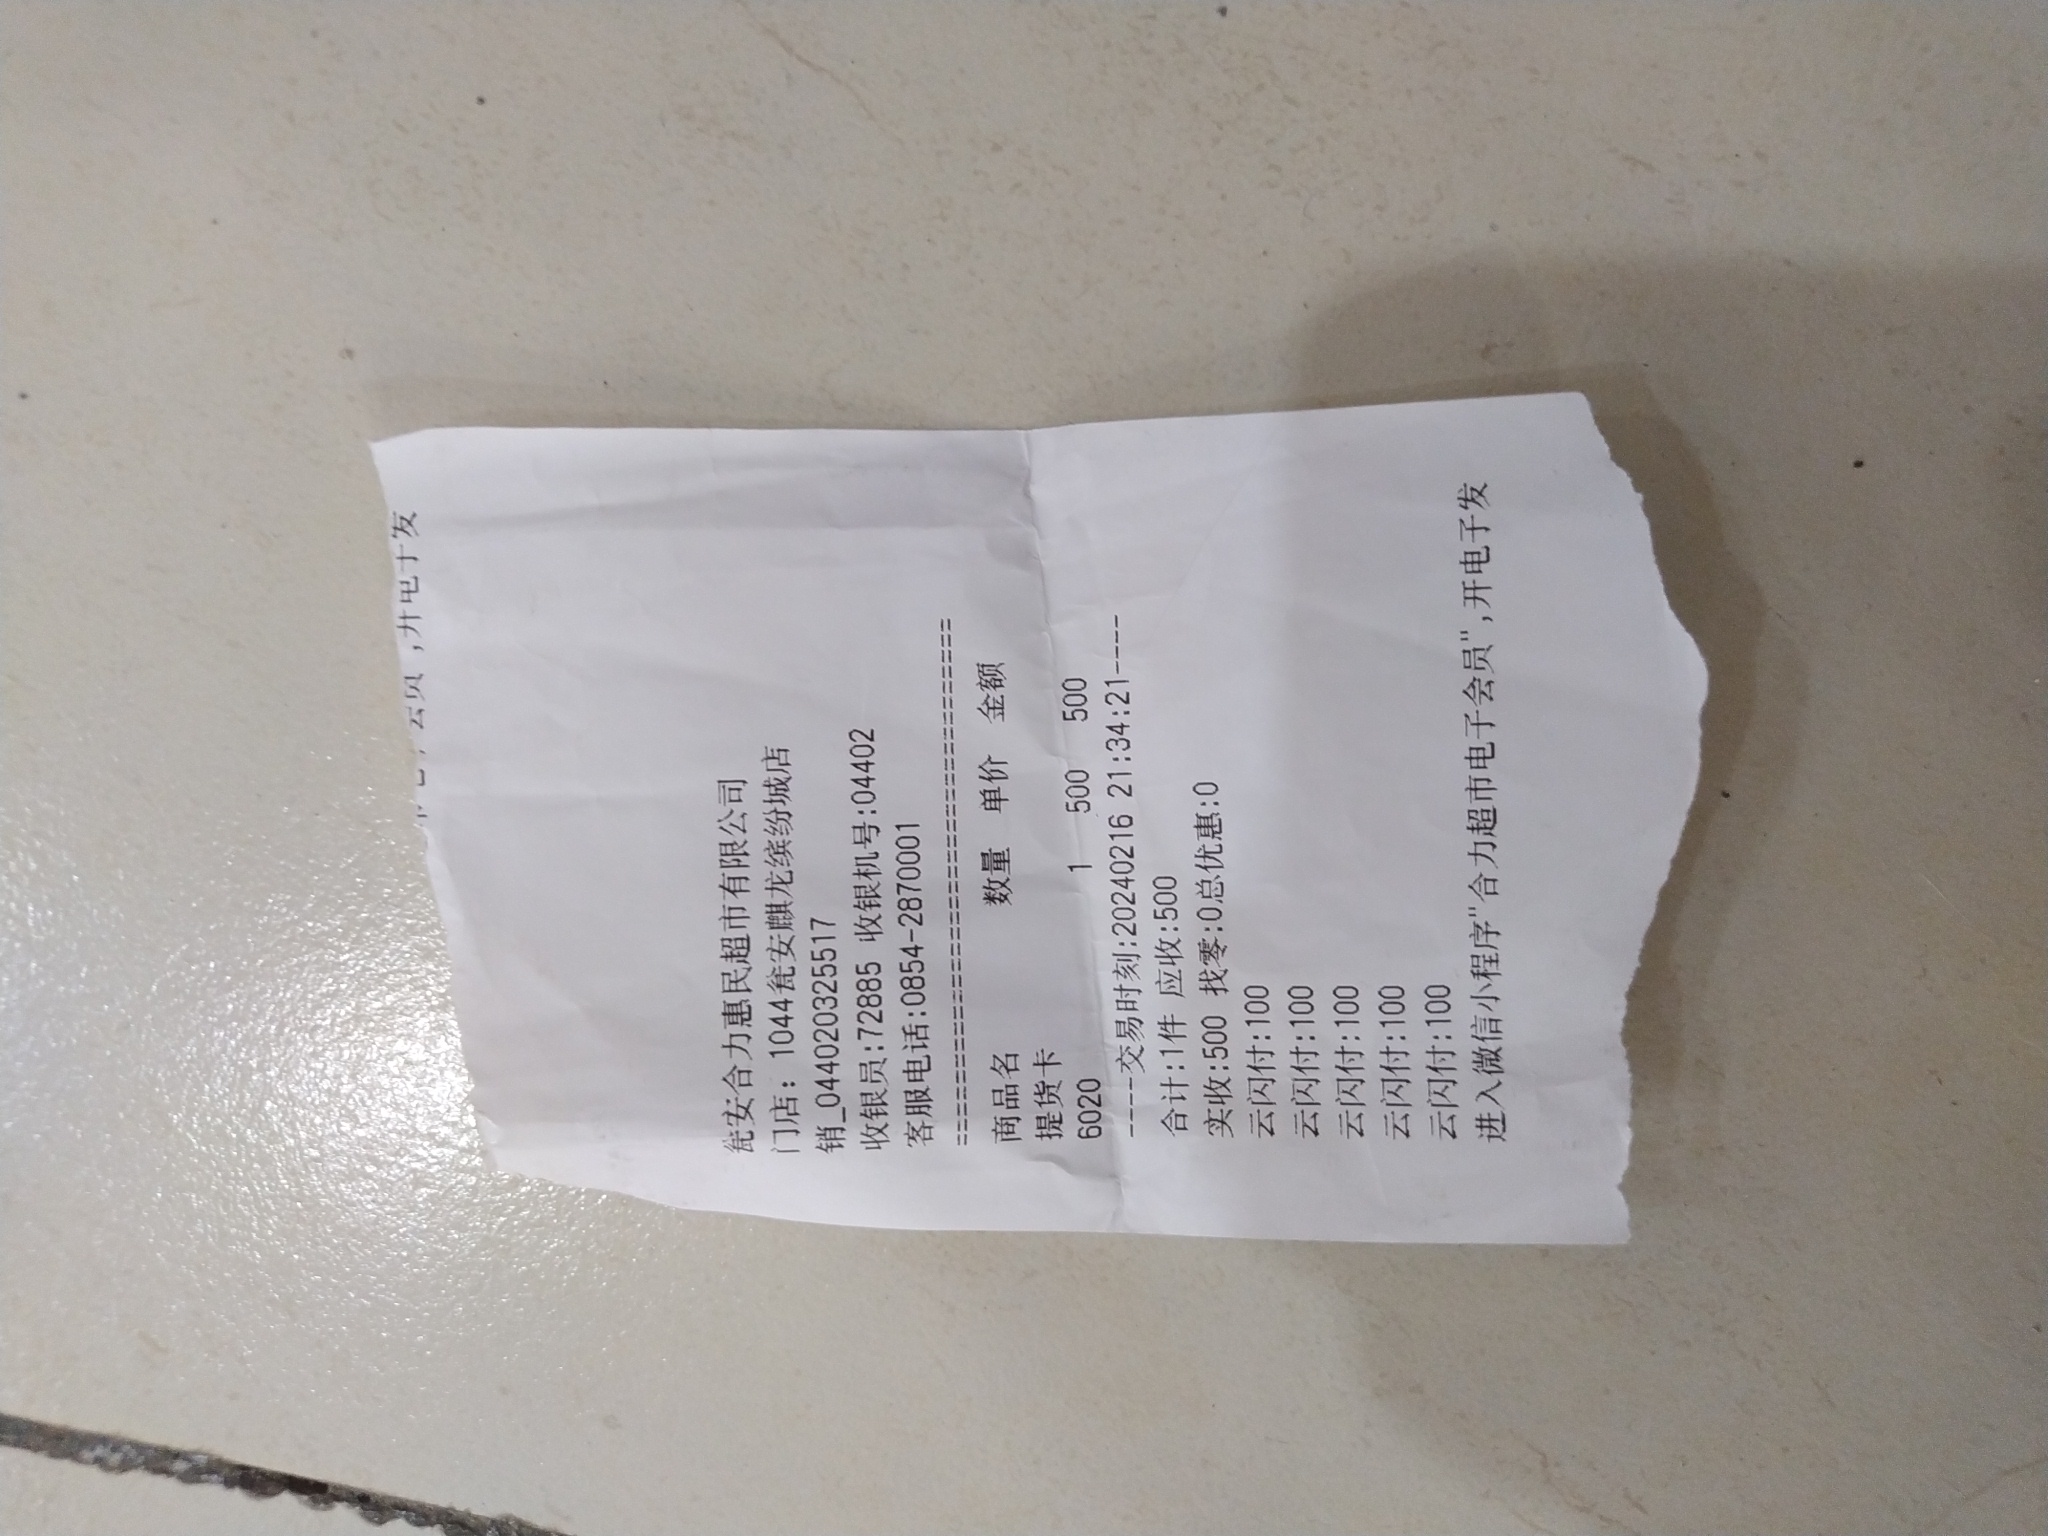 ,开电子发
瓮安合力惠民超市有限公司
门店: 1044瓮安麒龙缤纷城店
销_04402032551​7
收银员:72885 收银机号:04402
客服电话:0854-2870001
==========================================
商品名 数量 单价 金额
提货卡
6020 1 500 500
----交易时刻:20240216 21:34:21----
合计:1件 应收:500
实收:500 找零:0总优惠:0
云闪付:100
云闪付:100
云闪付:100
云闪付:100
云闪付:100
进入微信小程序"合力超市电子会员",开电子发